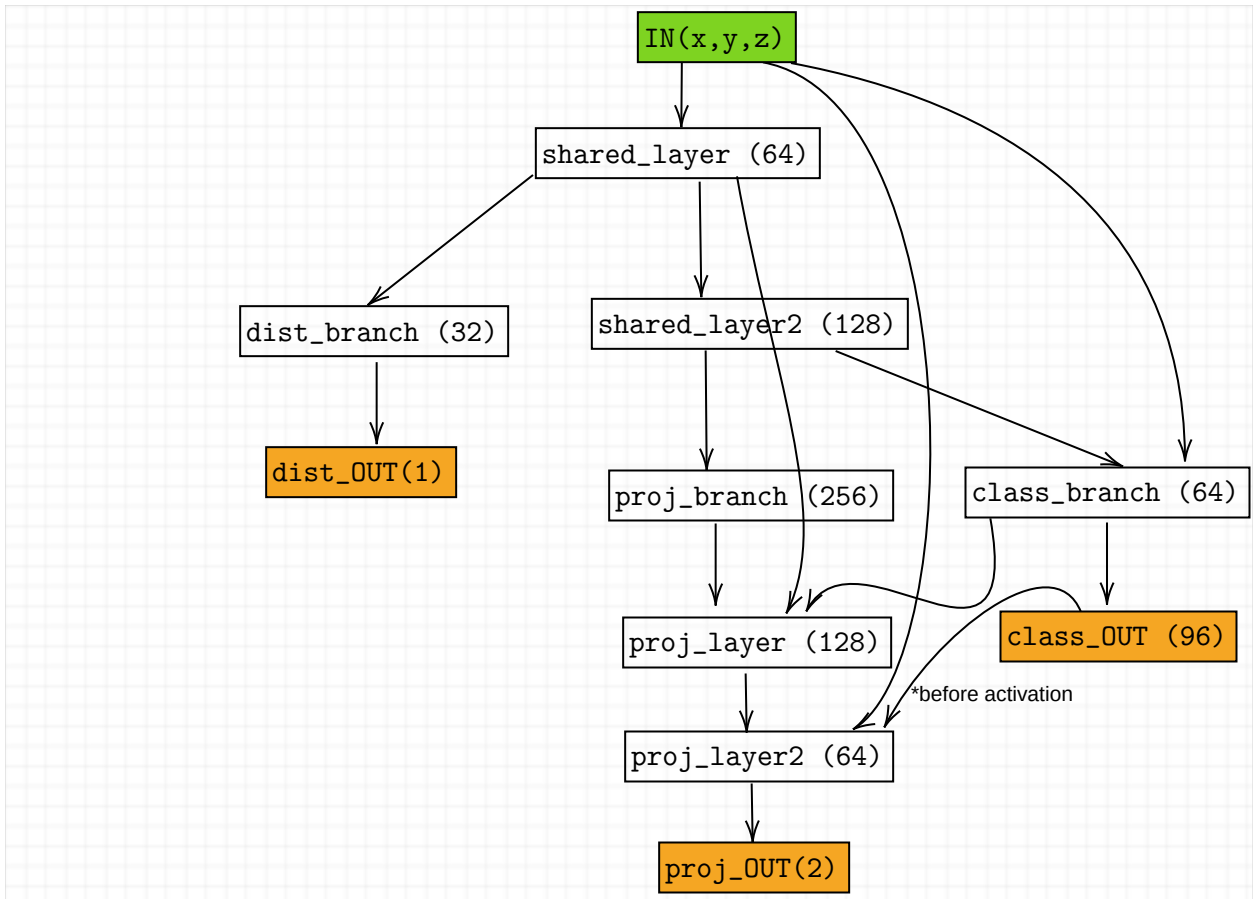 IN(x,y,z)
shared_layer (64)
dist_branch (32)
shared_layer2 (128)
dist_OUT(1)
proj_branch (256)
class_branch (64)
proj_layer (128)
class_OUT (96)
*before activation
proj_layer2 (64)
proj_OUT(2)